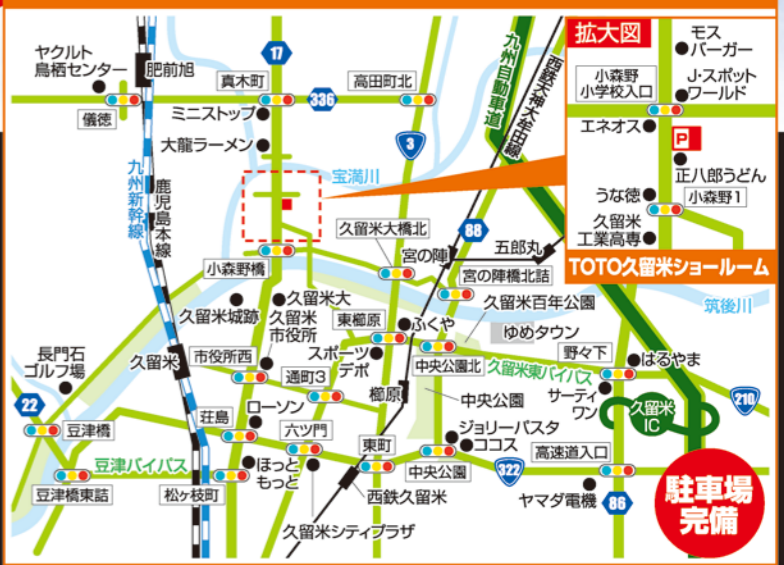 ヤクルト
鳥栖センター
肥前旭
17
真木町
高田町北
336
儀徳
ミニストップ
大龍ラーメン
3
九州自動車道
西鉄天神大牟田線
宝満川
九州新幹線
鹿児島本線
拡大図
モス
バーガー
小森野
小学校入口
J・スポット
ワールド
エネオス
P
正八郎うどん
うな徳
小森野1
久留米
工業高専
TOTO久留米ショールーム
久留米大橋北
88
宮の陣
五郎丸
小森野橋
宮の陣橋北詰
筑後川
久留米城跡
久留米大
久留米
市役所
東櫛原
ふくや
久留米百年公園
ゆめタウン
長門石
ゴルフ場
久留米
市役所西
スポーツ
デポ
中央公園北
久留米東バイパス
野々下
はるやま
通町3
櫛原
中央公園
サーティ
ワン
久留米
IC
210
22
豆津橋
荘島
ローソン
六ツ門
東町
ジョリーパスタ
ココス
豆津バイパス
ほっと
もっと
中央公園
322
高速道入口
豆津橋東詰
松ヶ枝町
西鉄久留米
ヤマダ電機
86
久留米シティプラザ
駐車場
完備